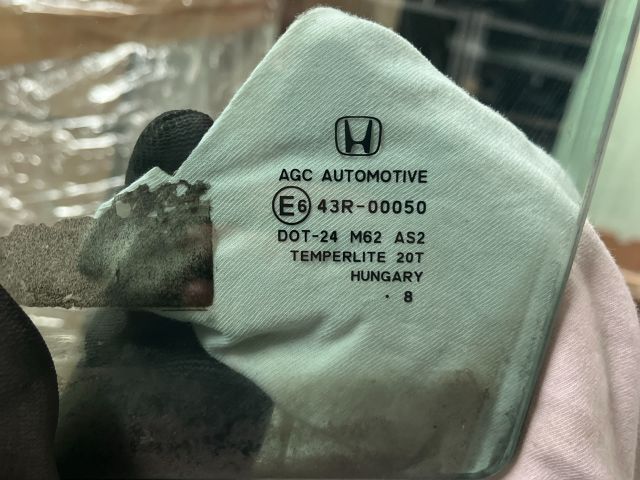 AGC AUTOMOTIVE
E6 43R-00050
DOT-24 M62 AS2
TEMPERLITE 20T
HUNGARY
. 8